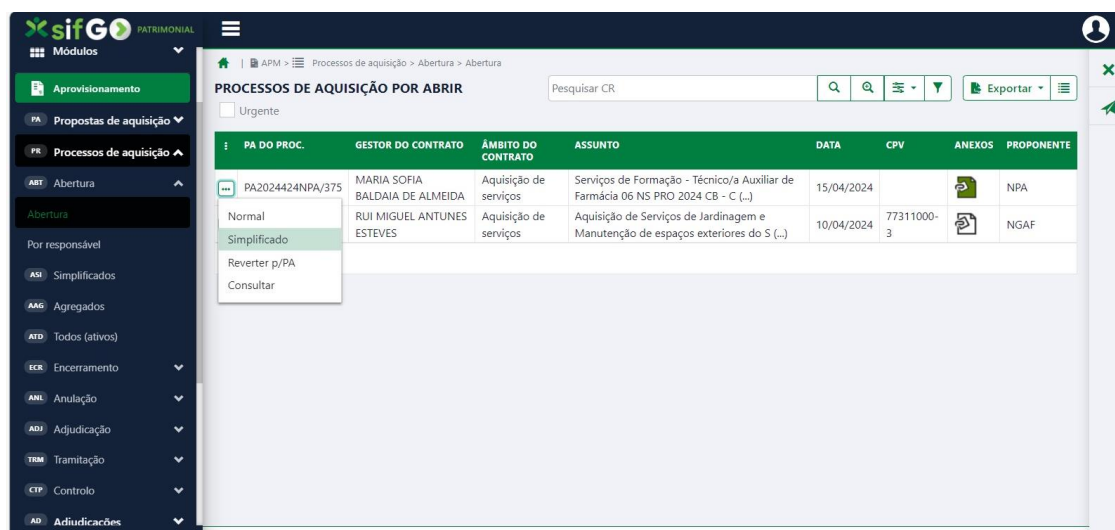 sifGO PATRIMONIAL
Módulos
Aprovisionamento
PA Propostas de aquisição
PR Processos de aquisição
ABT Abertura
Abertura
Por responsável
ASI Simplificados
AAG Agregados
ATD Todos (ativos)
ECR Encerramento
ANL Anulação
ADJ Adjudicação
TRM Tramitação
CTP Controlo
AD Adjudicações
| APM > Processos de aquisição > Abertura > Abertura
PROCESSOS DE AQUISIÇÃO POR ABRIR
Pesquisar CR
Exportar
Urgente
PA DO PROC. GESTOR DO CONTRATO ÂMBITO DO CONTRATO ASSUNTO DATA CPV ANEXOS PROPONENTE
PA2024424NPA/375 MARIA SOFIA BALDAIA DE ALMEIDA Aquisição de serviços Serviços de Formação - Técnico/a Auxiliar de Farmácia 06 NS PRO 2024 CB - C (...) 15/04/2024 NPA
RUI MIGUEL ANTUNES ESTEVES Aquisição de serviços Aquisição de Serviços de Jardinagem e Manutenção de espaços exteriores do S (...) 10/04/2024 77311000-3 NGAF
Normal
Simplificado
Reverter p/PA
Consultar